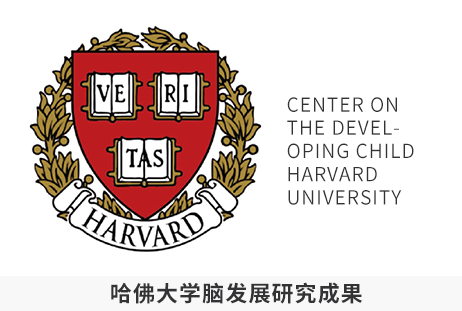 VE
RI
TAS
HARVARD
CENTER ON
THE DEVEL-
OPING CHILD
HARVARD
UNIVERSITY
哈佛大学脑发展研究成果